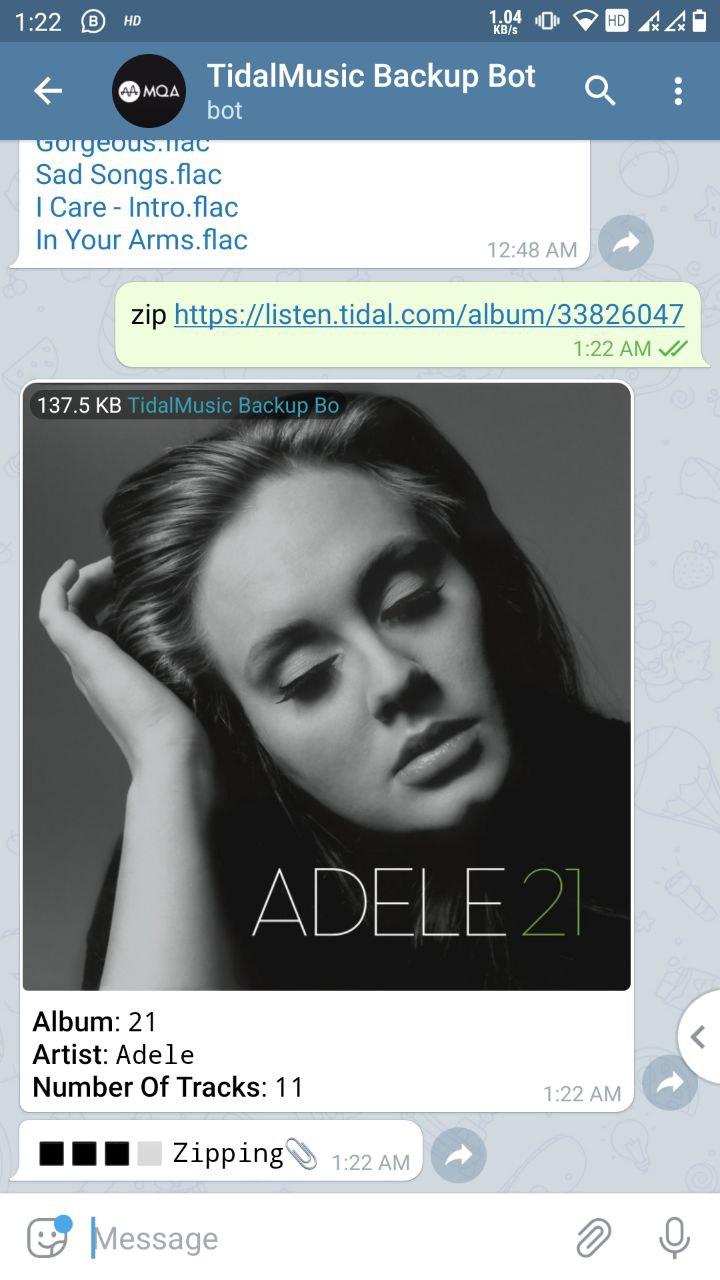 1:22 HD 1.04 KB/s HD
MQA
TidalMusic Backup Bot
bot
Gorgeous.flac
Sad Songs.flac
I Care - Intro.flac
In Your Arms.flac
12:48 AM
zip https://listen.tidal.com/album/33826047
1:22 AM
137.5 KB TidalMusic Backup Bo
ADELE 21
Album: 21
Artist: Adele
Number Of Tracks: 11
1:22 AM
Zipping
1:22 AM
Message